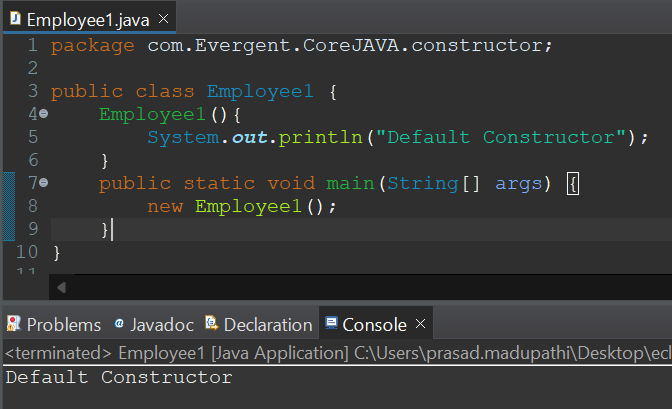 Employee1.java
1 package com.Evergent.CoreJAVA.constructor;
2
3 public class Employee1 {
4     Employee1(){
5         System.out.println("Default Constructor");
6     }
7     public static void main(String[] args) {
8         new Employee1();
9     }
10 }
11
Problems Javadoc Declaration Console
<terminated> Employee1 [Java Application] C:\Users\prasad.madupathi\Desktop\ecl
Default Constructor